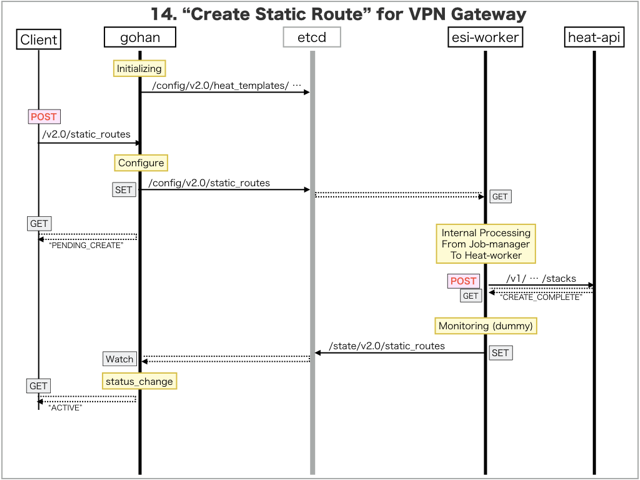 14. “Create Static Route” for VPN Gateway
Client
gohan
etcd
esi-worker
heat-api
Initializing
/config/v2.0/heat_templates/ …
POST
/v2.0/static_routes
Configure
SET
/config/v2.0/static_routes
GET
GET
"PENDING_CREATE"
Internal Processing
From Job-manager
To Heat-worker
POST
/v1/ … /stacks
GET
"CREATE_COMPLETE"
Monitoring (dummy)
/state/v2.0/static_routes
SET
Watch
status_change
GET
"ACTIVE"